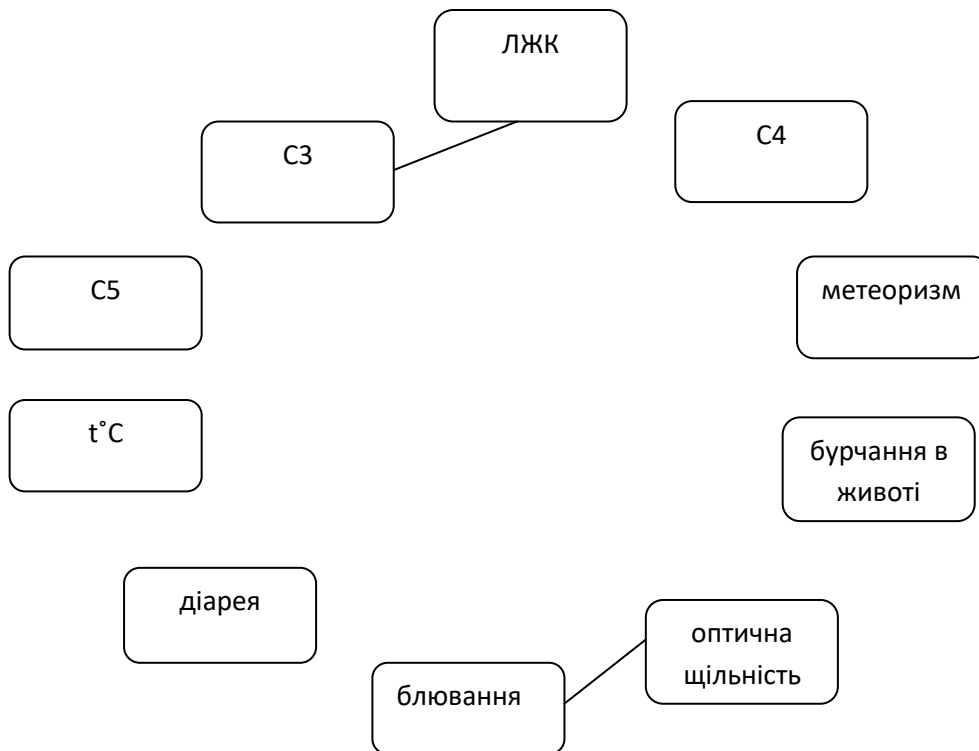 ЛЖК
С3
С4
С5
метеоризм
t˚C
бурчання в
животі
діарея
оптична
щільність
блювання